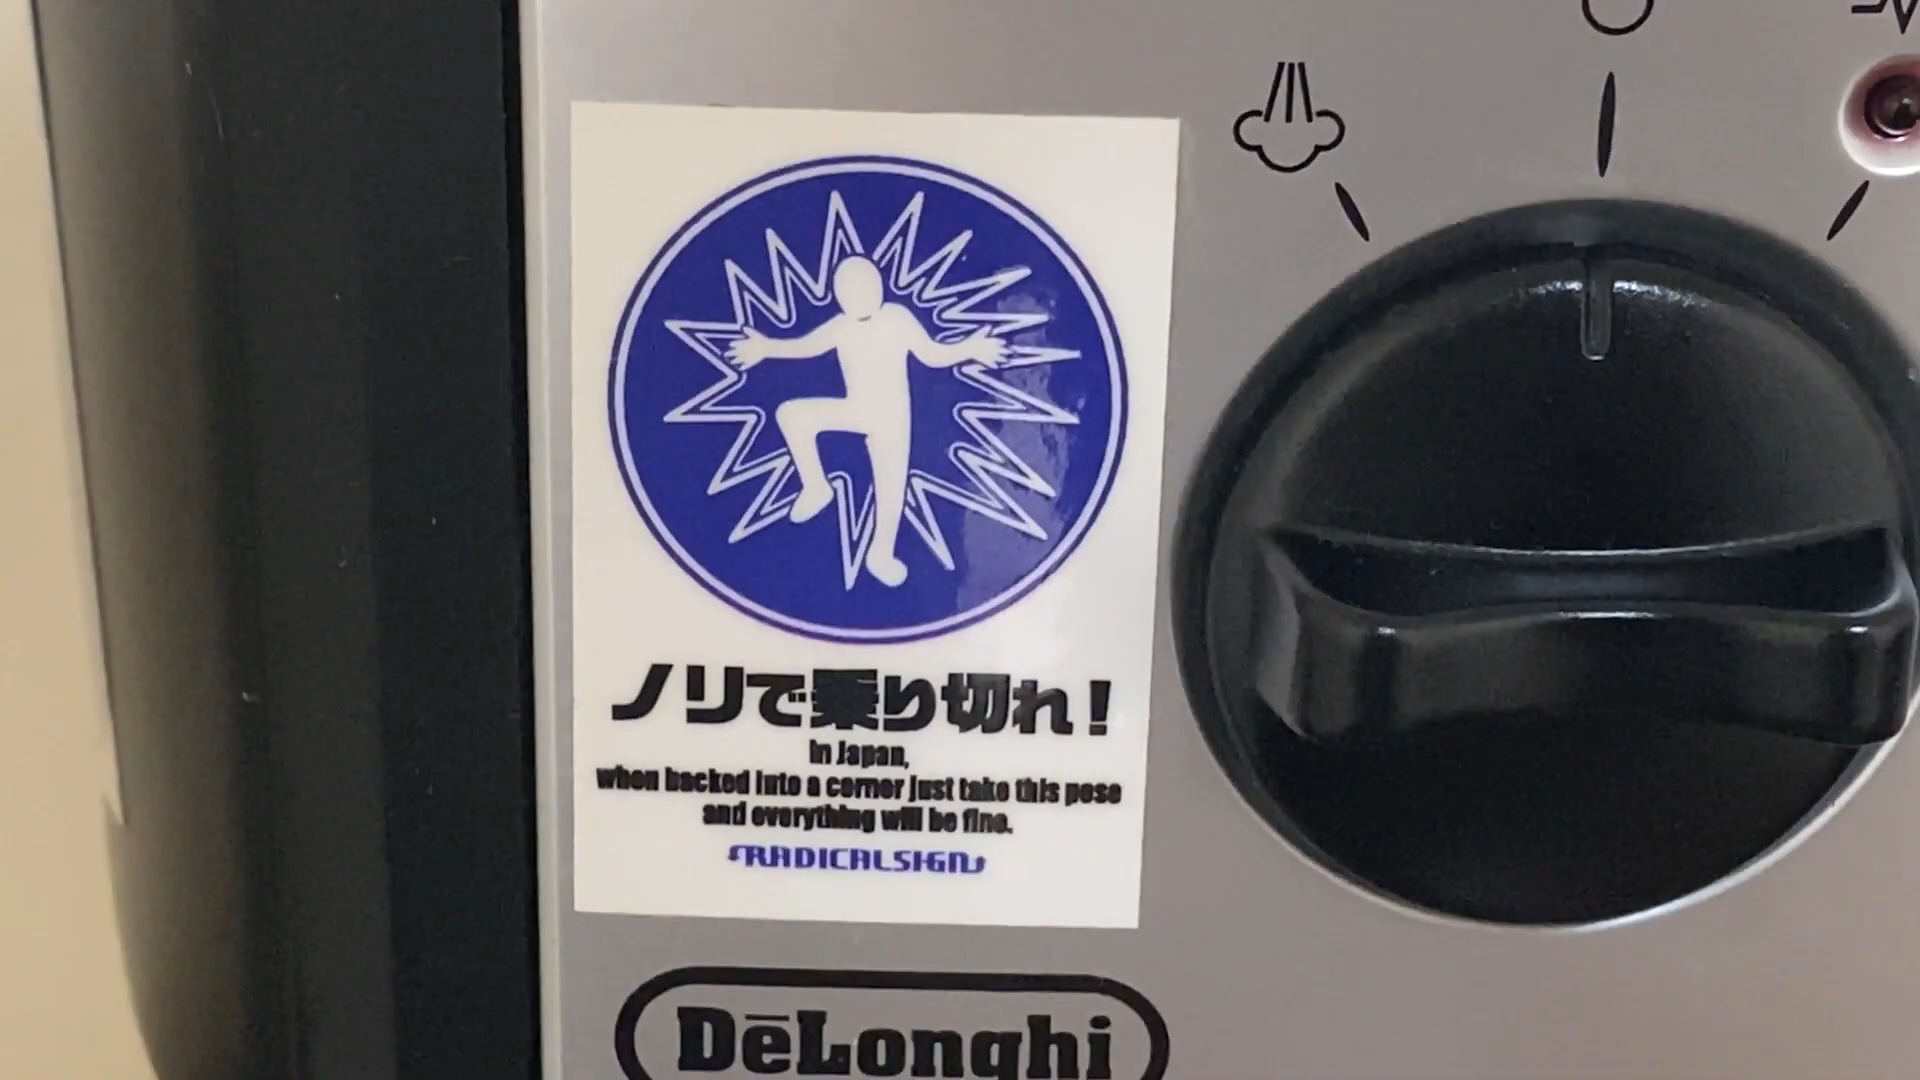 ノリで乗り切れ!
In Japan,
when backed into a corner just take this pose
and everything will be fine.
RADICALSIGN
DeLonghi